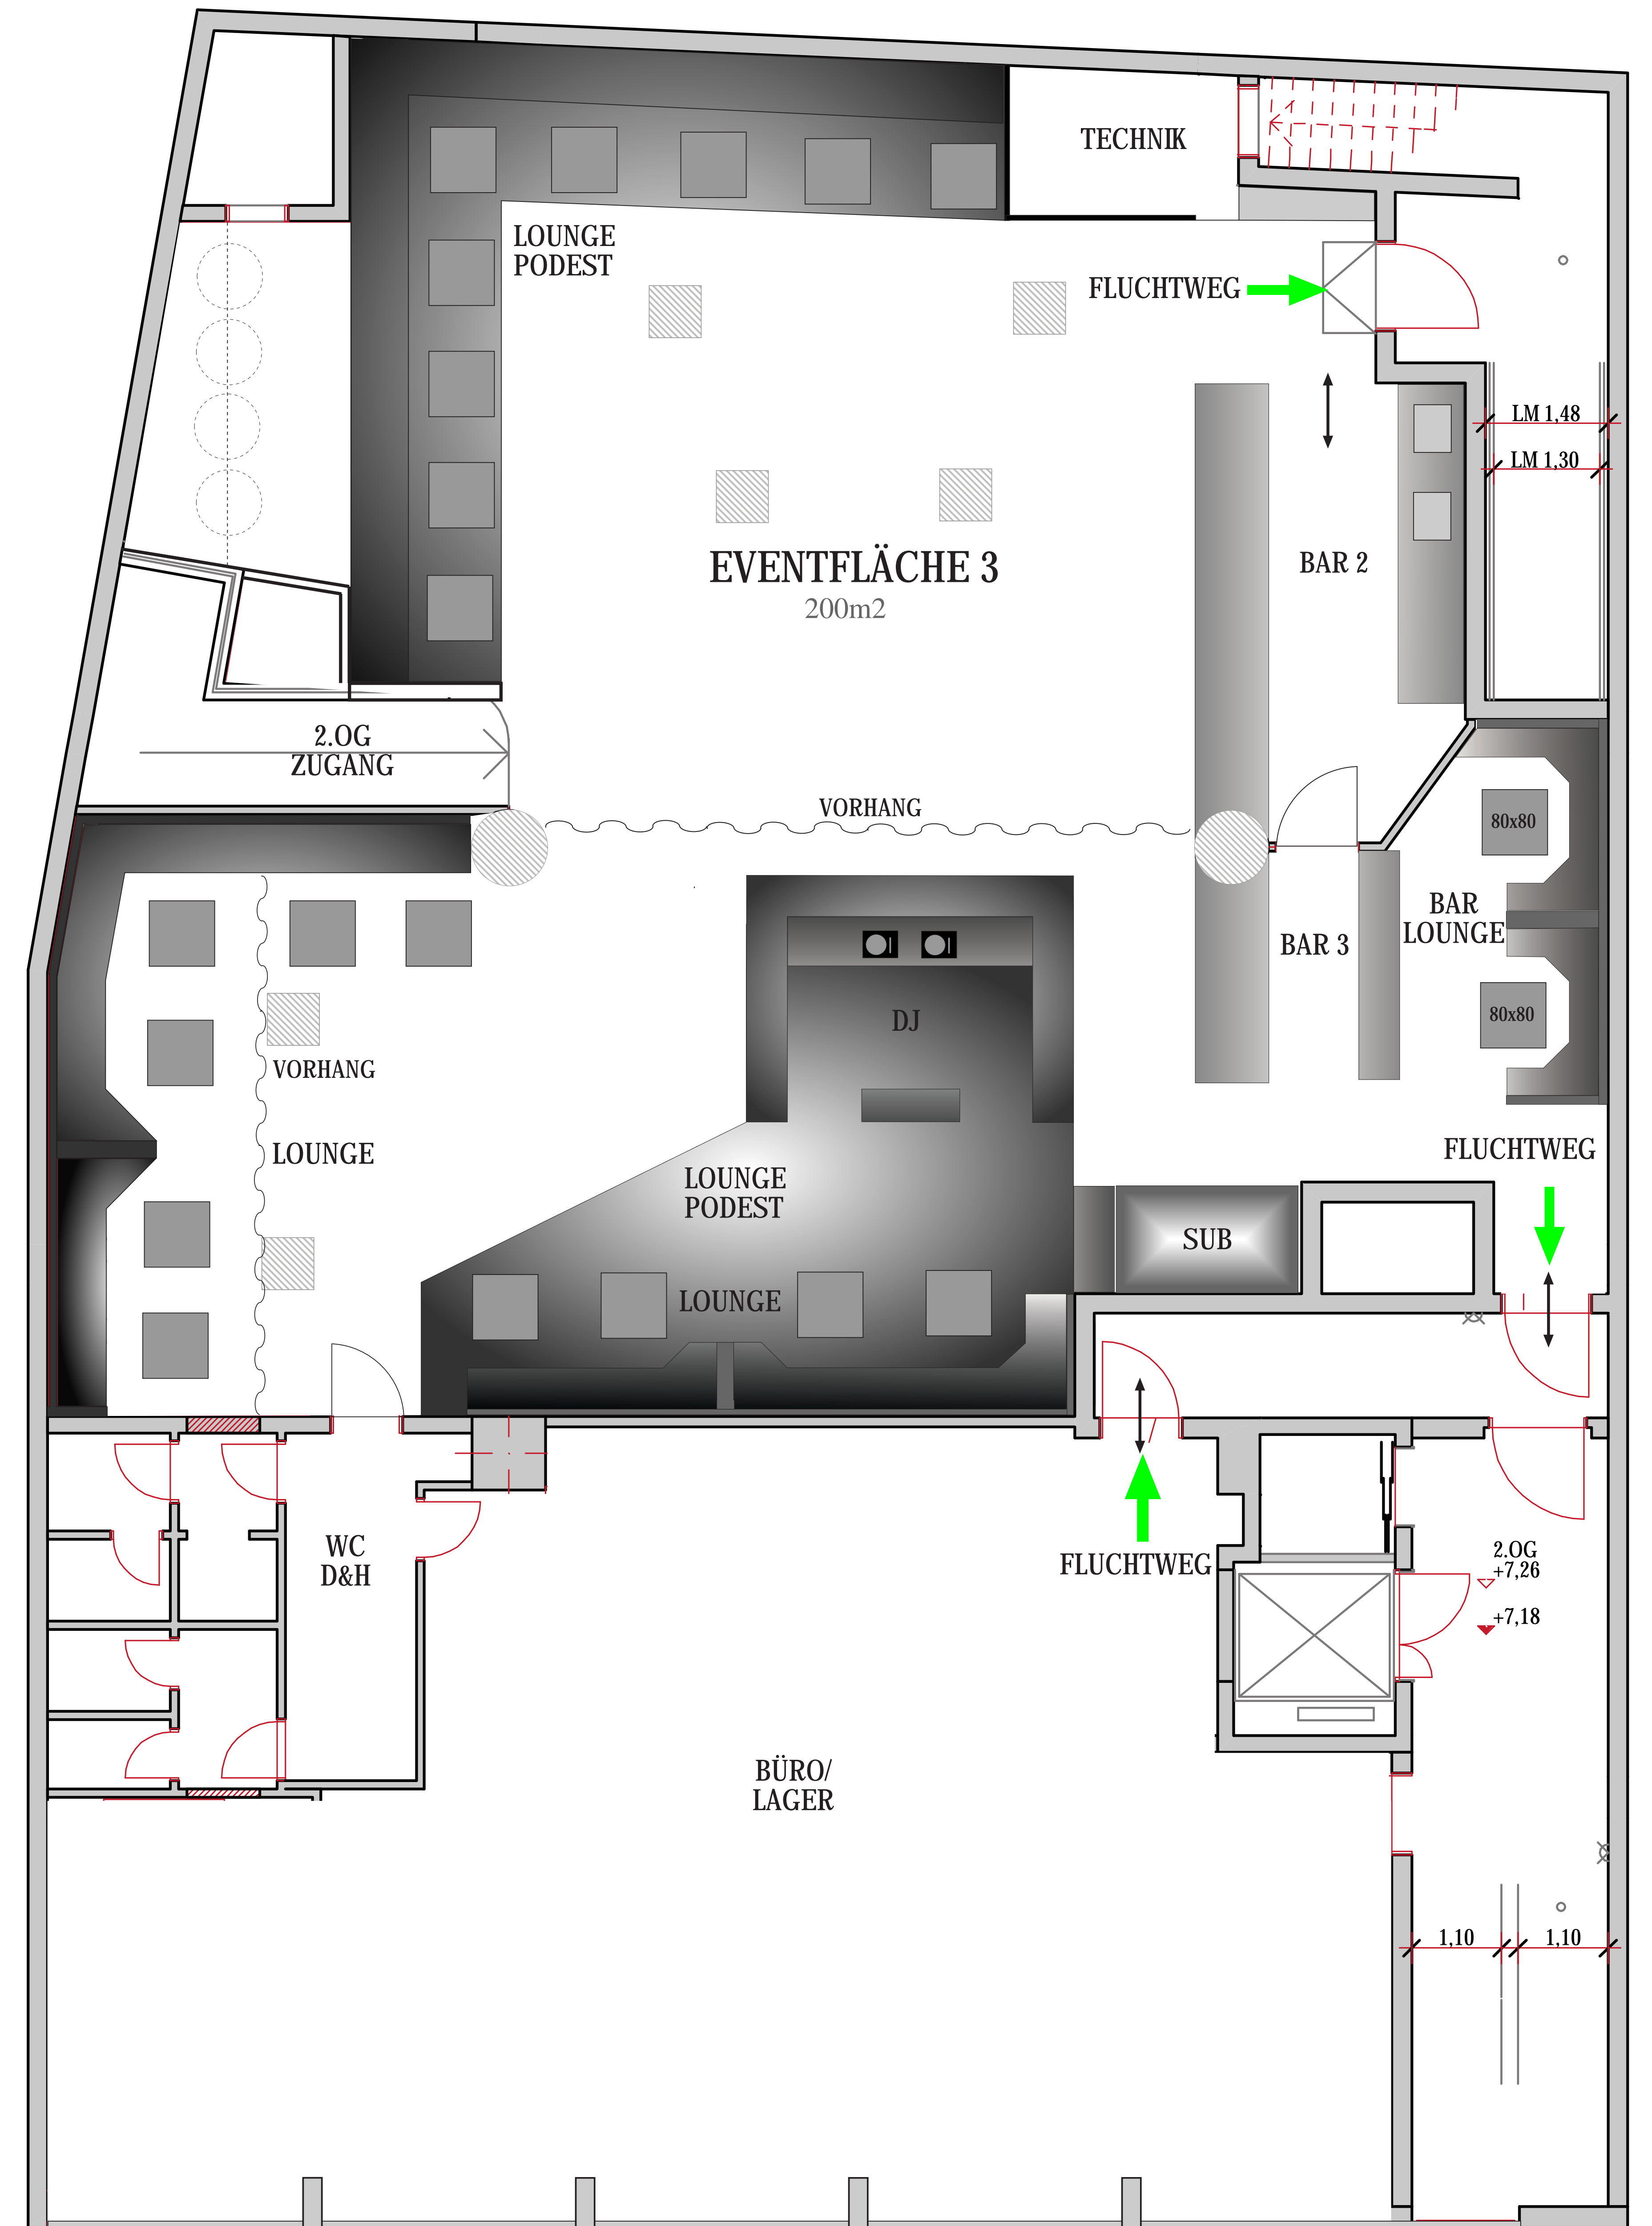 TECHNIK
LOUNGE
PODEST
FLUCHTWEG
LM 1,48
LM 1,30
BAR 2
EVENTFLÄCHE 3
200m2
2.OG
ZUGANG
VORHANG
80x80
BAR
LOUNGE
BAR 3
80x80
DJ
VORHANG
LOUNGE
FLUCHTWEG
LOUNGE
PODEST
SUB
LOUNGE
WC
D&H
FLUCHTWEG
2.OG
+7,26
+7,18
BÜRO/
LAGER
1,10
1,10